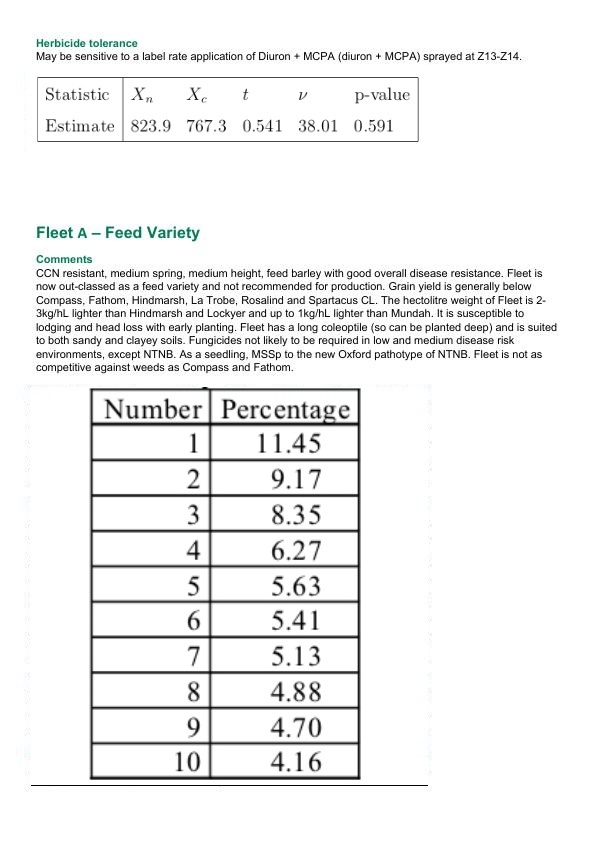 Herbicide tolerance
May be sensitive to a label rate application of Diuron + MCPA (diuron + MCPA) sprayed at Z13-Z14.
Statistic X_n X_c t ν p-value
Estimate 823.9 767.3 0.541 38.01 0.591
Fleet A – Feed Variety
Comments
CCN resistant, medium spring, medium height, feed barley with good overall disease resistance. Fleet is
now out-classed as a feed variety and not recommended for production. Grain yield is generally below
Compass, Fathom, Hindmarsh, La Trobe, Rosalind and Spartacus CL. The hectolitre weight of Fleet is 2-
3kg/hL lighter than Hindmarsh and Lockyer and up to 1kg/hL lighter than Mundah. It is susceptible to
lodging and head loss with early planting. Fleet has a long coleoptile (so can be planted deep) and is suited
to both sandy and clayey soils. Fungicides not likely to be required in low and medium disease risk
environments, except NTNB. As a seedling, MSSp to the new Oxford pathotype of NTNB. Fleet is not as
competitive against weeds as Compass and Fathom.
Number Percentage
1 11.45
2 9.17
3 8.35
4 6.27
5 5.63
6 5.41
7 5.13
8 4.88
9 4.70
10 4.16